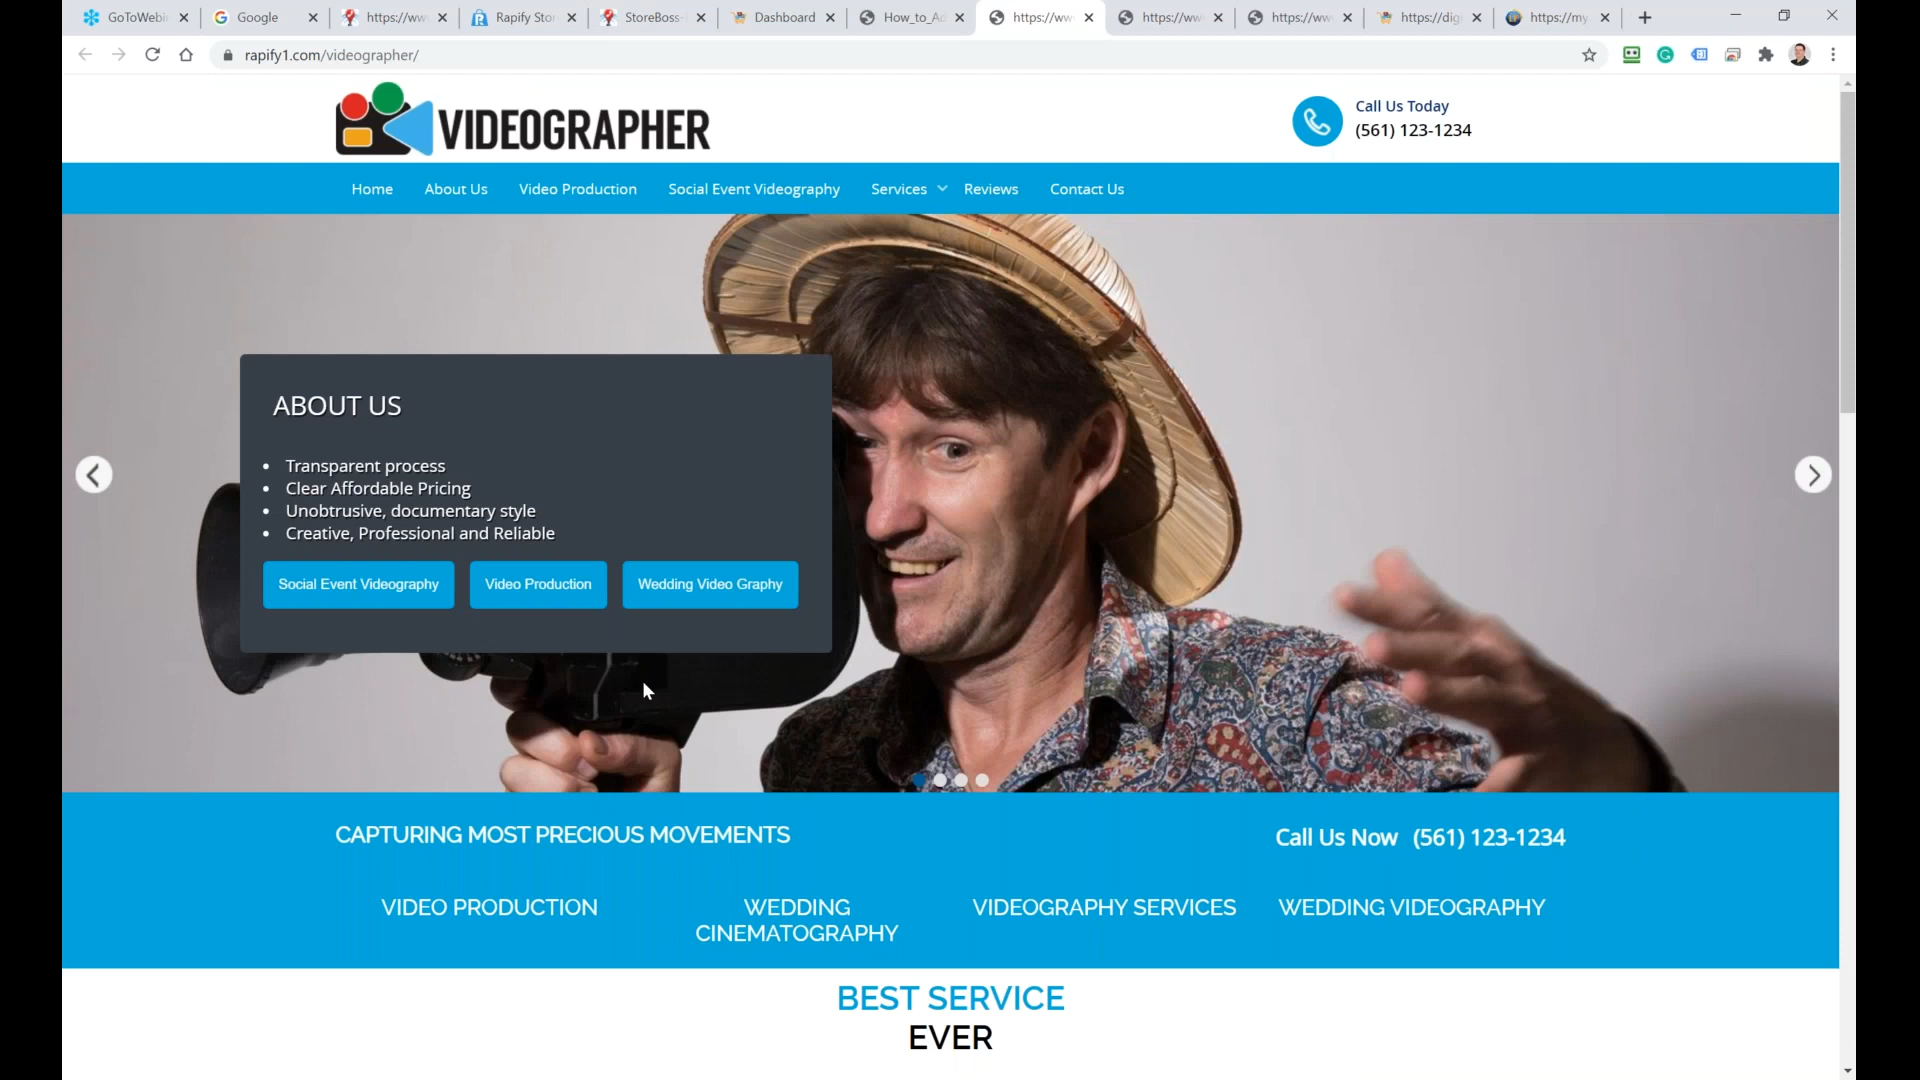 GoToWebi
Google
https://ww
Rapify Stor
StoreBoss-
Dashboard
How_to_Ad
https://ww
https://ww
https://ww
https://dig
https://my
rapify1.com/videographer/
VIDEOGRAPHER
Call Us Today
(561) 123-1234
Home About Us Video Production Social Event Videography Services Reviews Contact Us
ABOUT US
• Transparent process
• Clear Affordable Pricing
• Unobtrusive, documentary style
• Creative, Professional and Reliable
Social Event Videography Video Production Wedding Video Graphy
CAPTURING MOST PRECIOUS MOVEMENTS
Call Us Now (561) 123-1234
VIDEO PRODUCTION
WEDDING
CINEMATOGRAPHY
VIDEOGRAPHY SERVICES
WEDDING VIDEOGRAPHY
BEST SERVICE
EVER